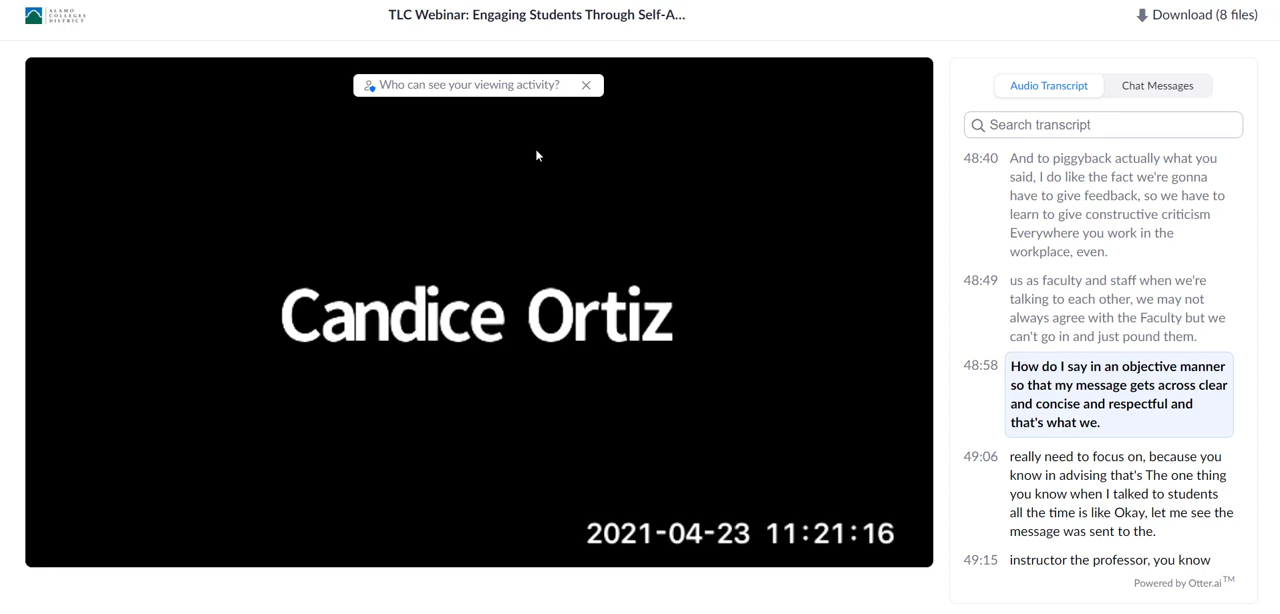 ALAMO
COLLEGES
DISTRICT
TLC Webinar: Engaging Students Through Self-A...
Download (8 files)
Who can see your viewing activity?
Candice Ortiz
2021-04-23 11:21:16
Audio Transcript
Chat Messages
Search transcript
48:40 And to piggyback actually what you
said, I do like the fact we're gonna
have to give feedback, so we have to
learn to give constructive criticism
Everywhere you work in the
workplace, even.
48:49 us as faculty and staff when we're
talking to each other, we may not
always agree with the Faculty but we
can't go in and just pound them.
48:58 How do I say in an objective manner
so that my message gets across clear
and concise and respectful and
that's what we.
49:06 really need to focus on, because you
know in advising that's The one thing
you know when I talked to students
all the time is like Okay, let me see the
message was sent to the.
49:15 instructor the professor, you know
Powered by Otter.ai TM